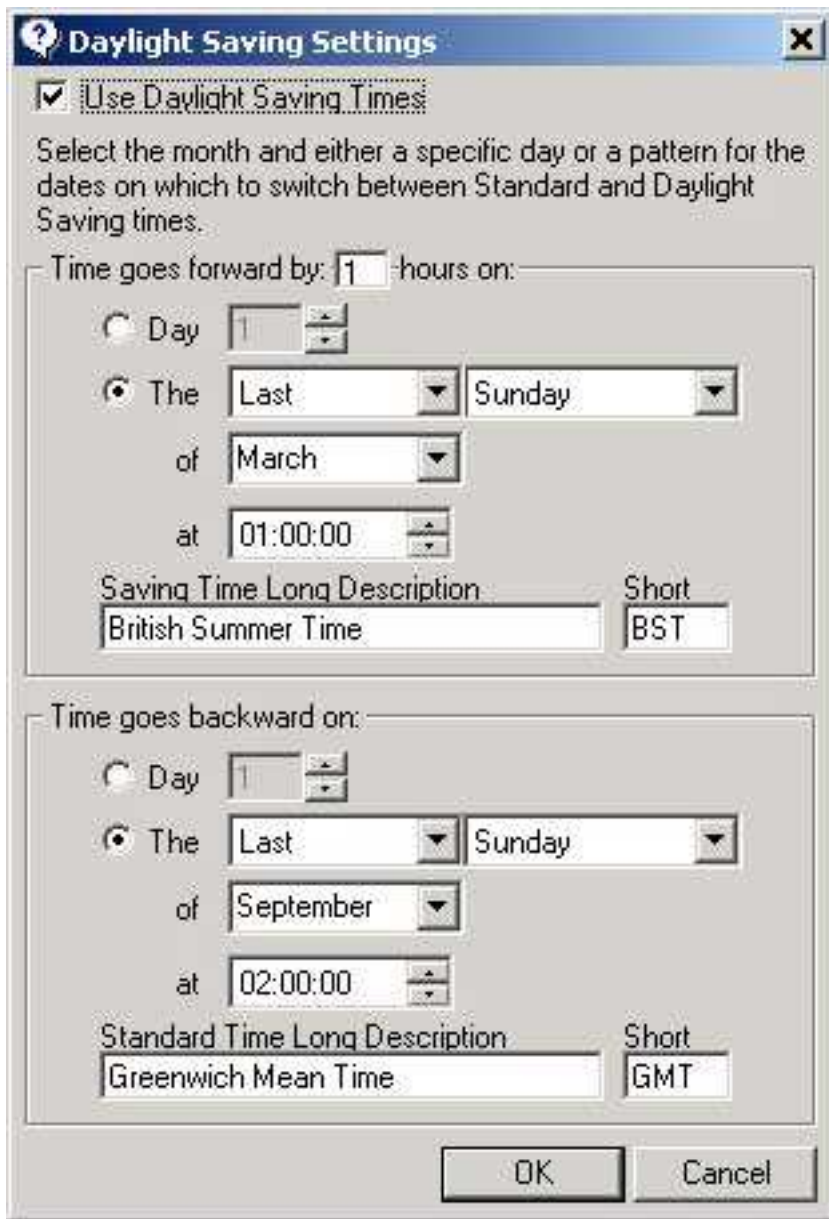 Daylight Saving Settings
Use Daylight Saving Times
Select the month and either a specific day or a pattern for the
dates on which to switch between Standard and Daylight
Saving times.
Time goes forward by: 1 hours on:
Day 1
The Last Sunday
of March
at 01:00:00
Saving Time Long Description Short
British Summer Time BST
Time goes backward on:
Day 1
The Last Sunday
of September
at 02:00:00
Standard Time Long Description Short
Greenwich Mean Time GMT
OK Cancel